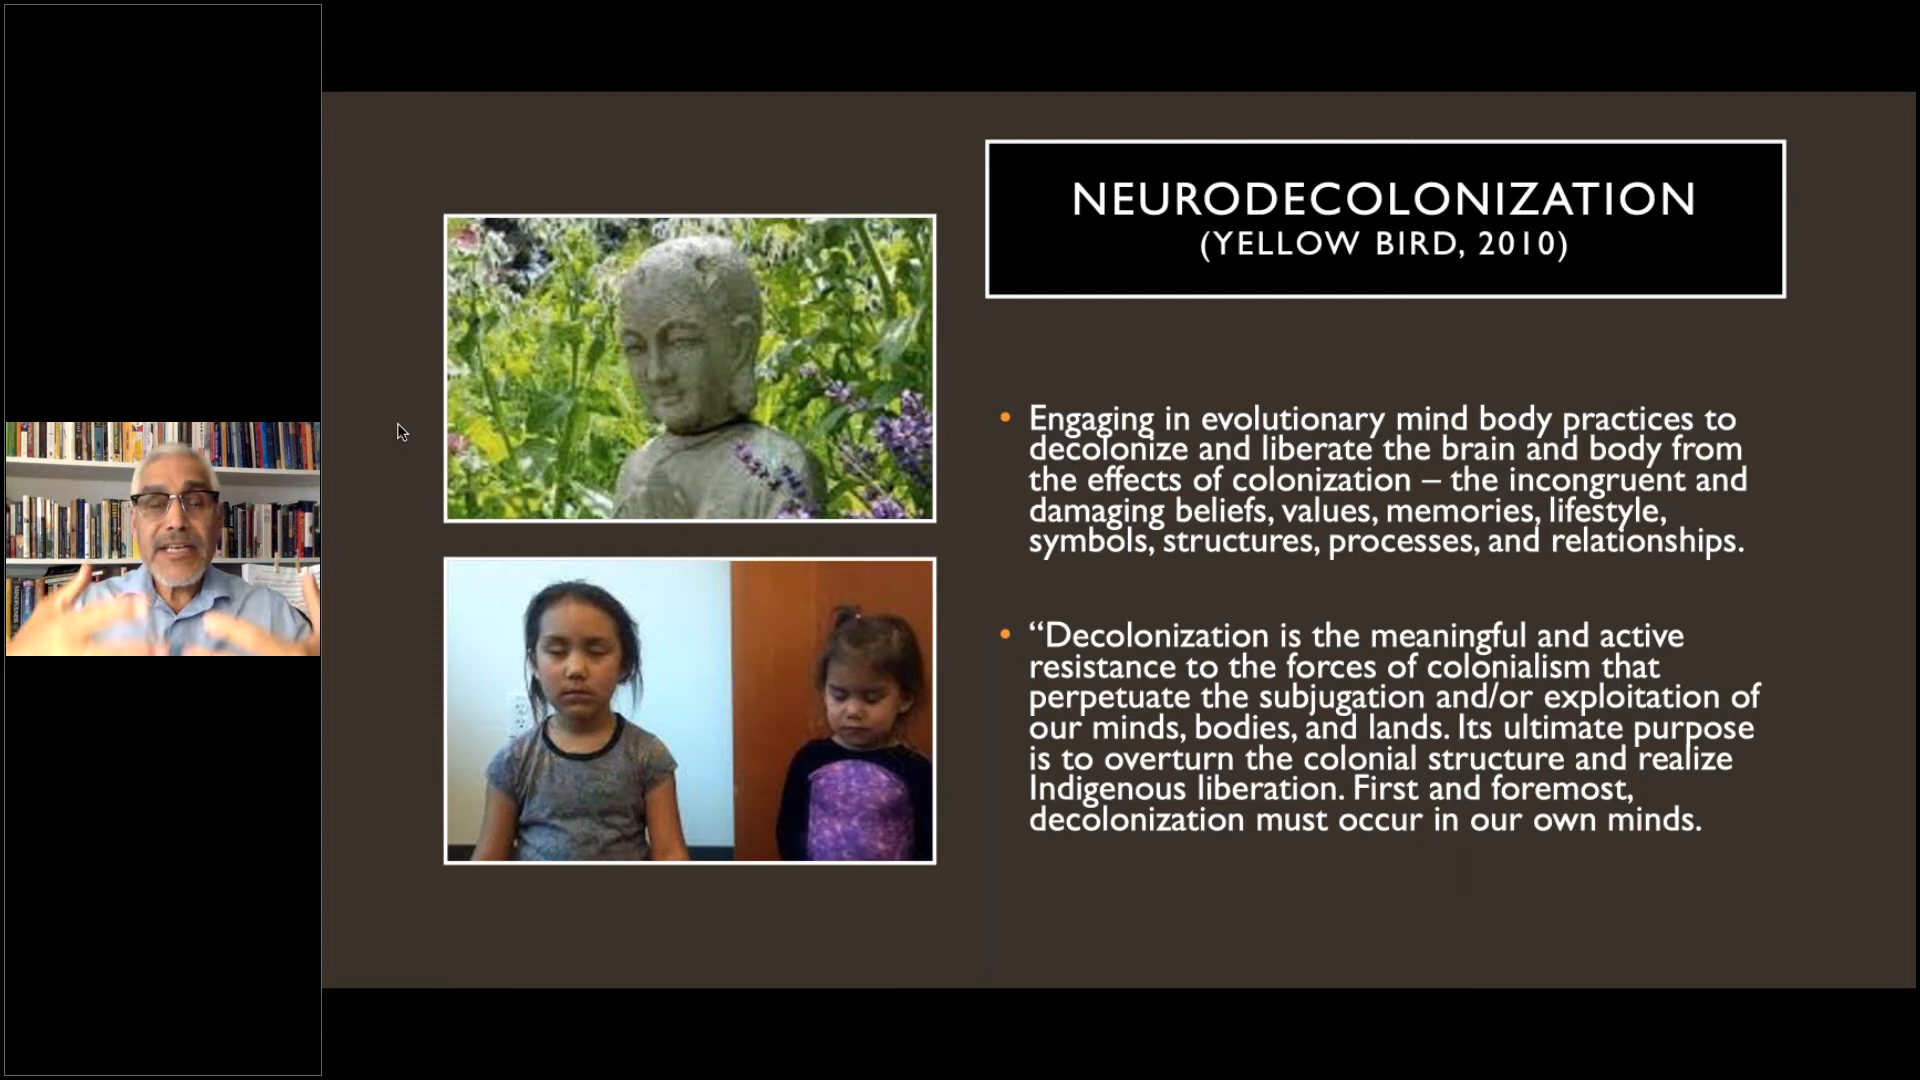 NEURODECOLONIZATION
(YELLOW BIRD, 2010)
• Engaging in evolutionary mind body practices to
decolonize and liberate the brain and body from
the effects of colonization – the incongruent and
damaging beliefs, values, memories, lifestyle,
symbols, structures, processes, and relationships.
• “Decolonization is the meaningful and active
resistance to the forces of colonialism that
perpetuate the subjugation and/or exploitation of
our minds, bodies, and lands. Its ultimate purpose
is to overturn the colonial structure and realize
Indigenous liberation. First and foremost,
decolonization must occur in our own minds.